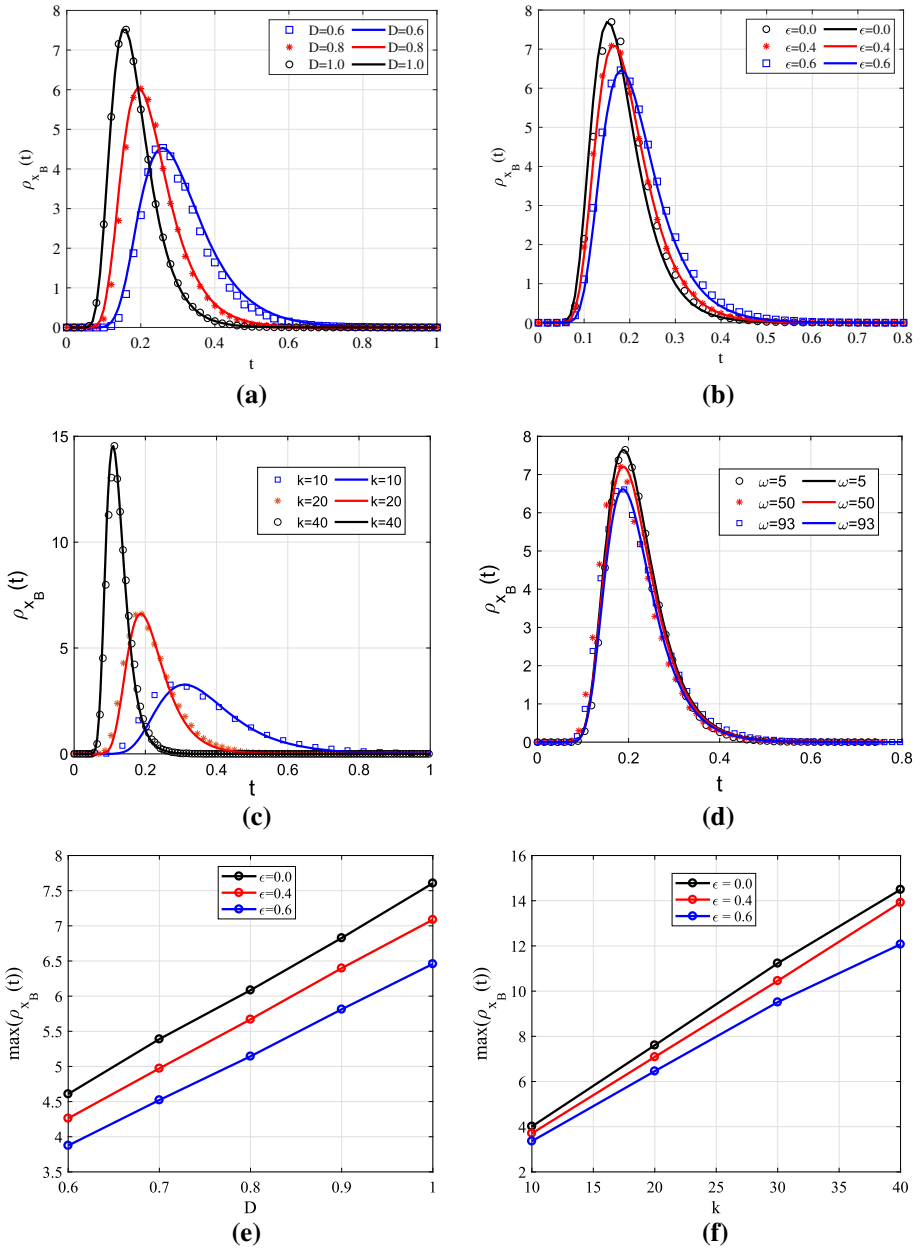 8
7
6
5
4
3
2
1
0
0 0.2 0.4 0.6 0.8 1
ρ_{x_B}(t)
t
D=0.6 D=0.6
D=0.8 D=0.8
D=1.0 D=1.0
(a)
8
7
6
5
4
3
2
1
0
0 0.1 0.2 0.3 0.4 0.5 0.6 0.7 0.8
ρ_{x_B}(t)
t
ϵ=0.0 ϵ=0.0
ϵ=0.4 ϵ=0.4
ϵ=0.6 ϵ=0.6
(b)
15
10
5
0
0 0.2 0.4 0.6 0.8 1
ρ_{x_B}(t)
t
k=10 k=10
k=20 k=20
k=40 k=40
(c)
8
7
6
5
4
3
2
1
0
0 0.2 0.4 0.6 0.8
ρ_{x_B}(t)
t
ω=5 ω=5
ω=50 ω=50
ω=93 ω=93
(d)
8
7.5
7
6.5
6
5.5
5
4.5
4
3.5
0.6 0.7 0.8 0.9 1
max(ρ_{x_B}(t))
D
ϵ=0.0
ϵ=0.4
ϵ=0.6
(e)
16
14
12
10
8
6
4
2
10 15 20 25 30 35 40
max(ρ_{x_B}(t))
k
ϵ = 0.0
ϵ = 0.4
ϵ = 0.6
(f)